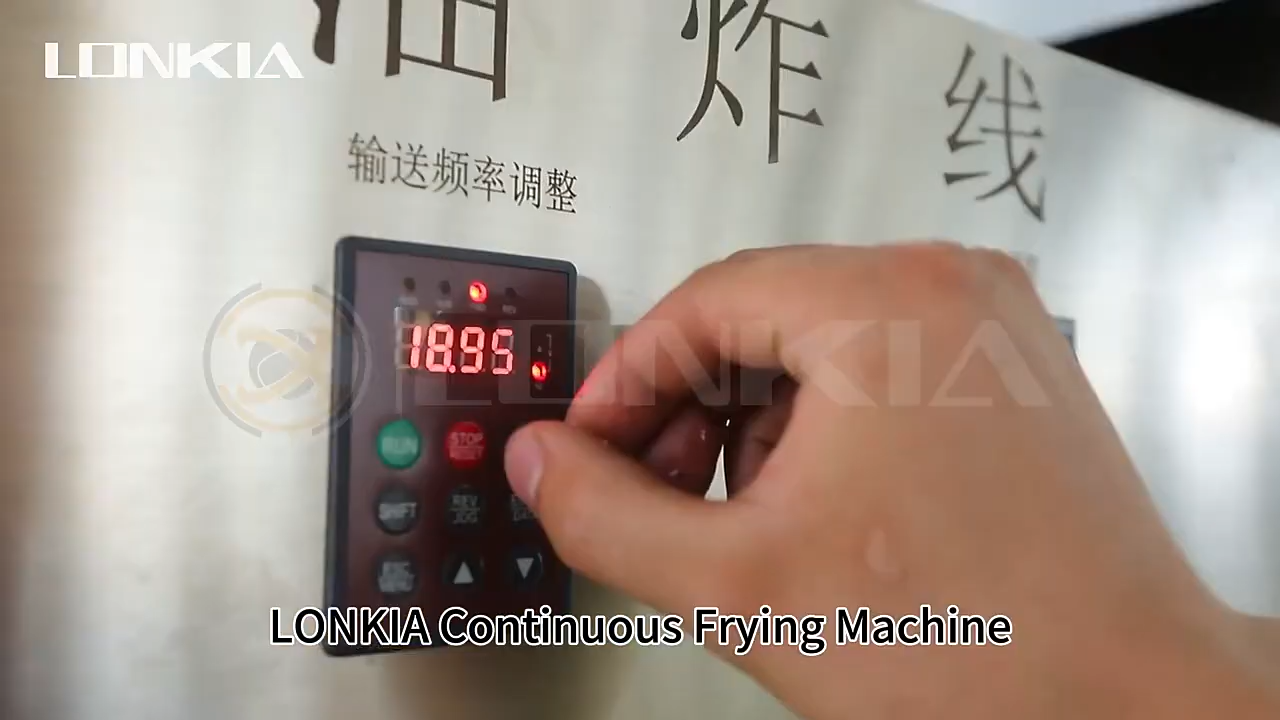 LONKIA
油炸线
输送频率调整
18.95
LONKIA
RUN
STOP
RESET
SHIFT
REV
JOG
LONKIA Continuous Frying Machine